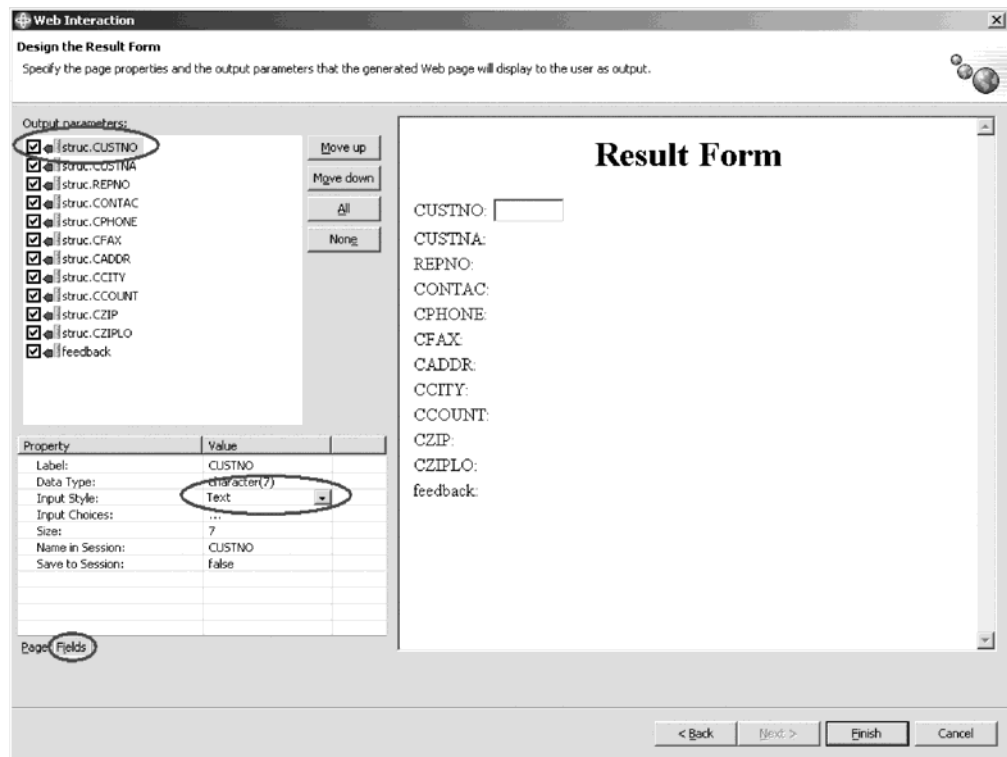 Web Interaction
Design the Result Form
Specify the page properties and the output parameters that the generated Web page will display to the user as output.
Output parameters:
struc.CUSTNO
struc.CUSTNA
struc.REPNO
struc.CONTAC
struc.CPHONE
struc.CFAX
struc.CADDR
struc.CCITY
struc.CCOUNT
struc.CZIP
struc.CZIPLO
feedback
Move up
Move down
All
None
Property Value
Label: CUSTNO
Data Type: character(7)
Input Style: Text
Input Choices: ...
Size: 7
Name in Session: CUSTNO
Save to Session: false
Page Fields
Result Form
CUSTNO:
CUSTNA:
REPNO:
CONTAC:
CPHONE:
CFAX:
CADDR:
CCITY:
CCOUNT:
CZIP:
CZIPLO:
feedback:
< Back Next > Finish Cancel